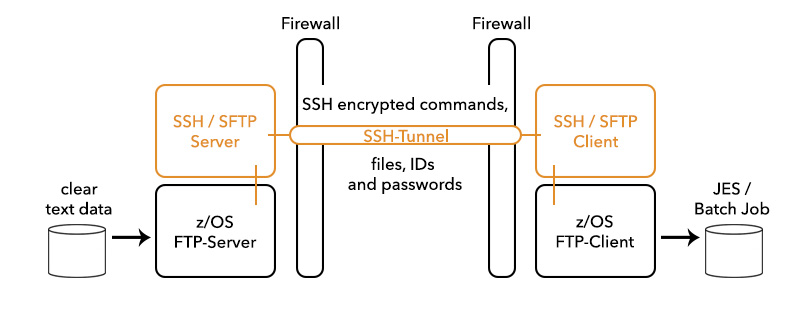 Firewall
Firewall
SSH encrypted commands,
SSH / SFTP
Server
SSH-Tunnel
SSH / SFTP
Client
files, IDs
and passwords
clear
text data
z/OS
FTP-Server
z/OS
FTP-Client
JES /
Batch Job